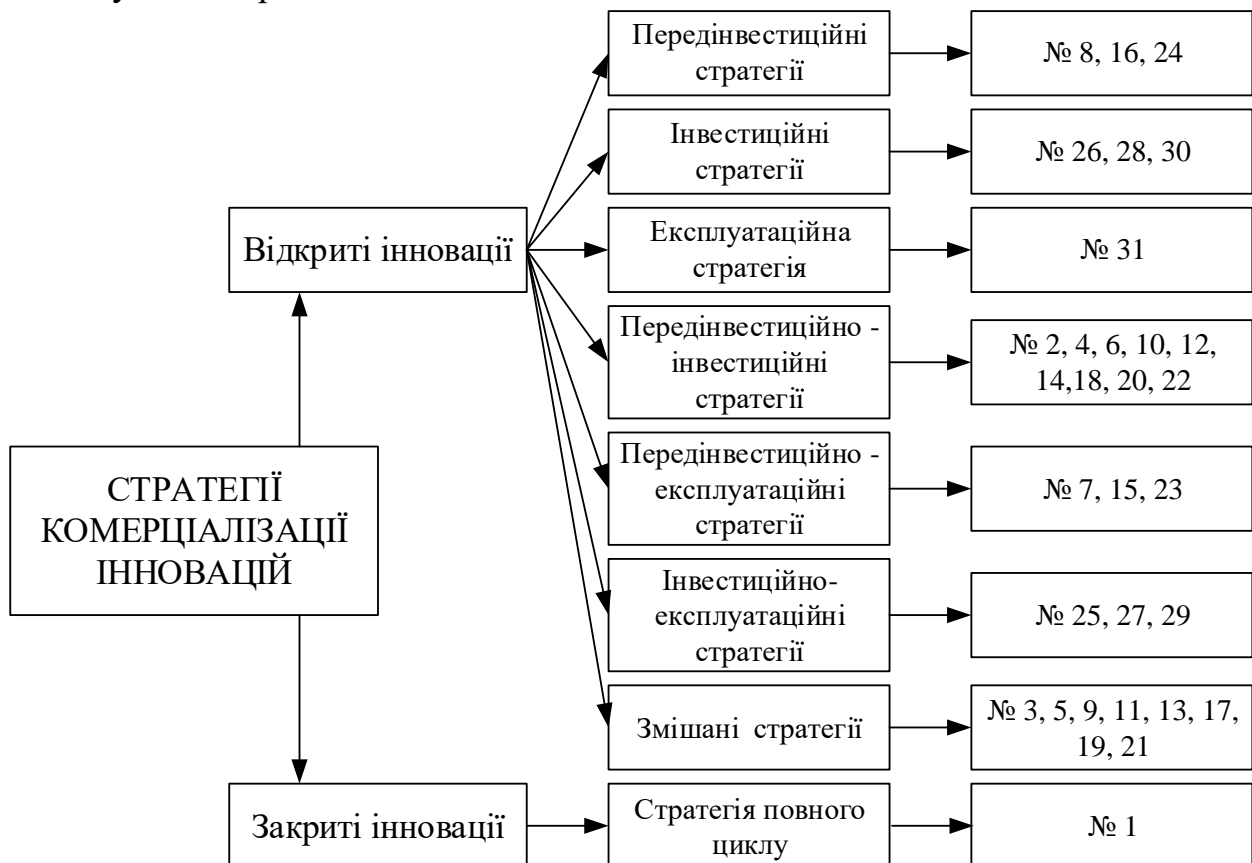 Передінвестиційні
стратегії
№ 8, 16, 24
Інвестиційні
стратегії
№ 26, 28, 30
Відкриті інновації
Експлуатаційна
стратегія
№ 31
Передінвестиційно -
інвестиційні
стратегії
№ 2, 4, 6, 10, 12,
14,18, 20, 22
СТРАТЕГІЇ
КОМЕРЦІАЛІЗАЦІЇ
ІННОВАЦІЙ
Передінвестиційно -
експлуатаційні
стратегії
№ 7, 15, 23
Інвестиційно-
експлуатаційні
стратегії
№ 25, 27, 29
Змішані стратегії
№ 3, 5, 9, 11, 13, 17,
19, 21
Закриті інновації
Стратегія повного
циклу
№ 1